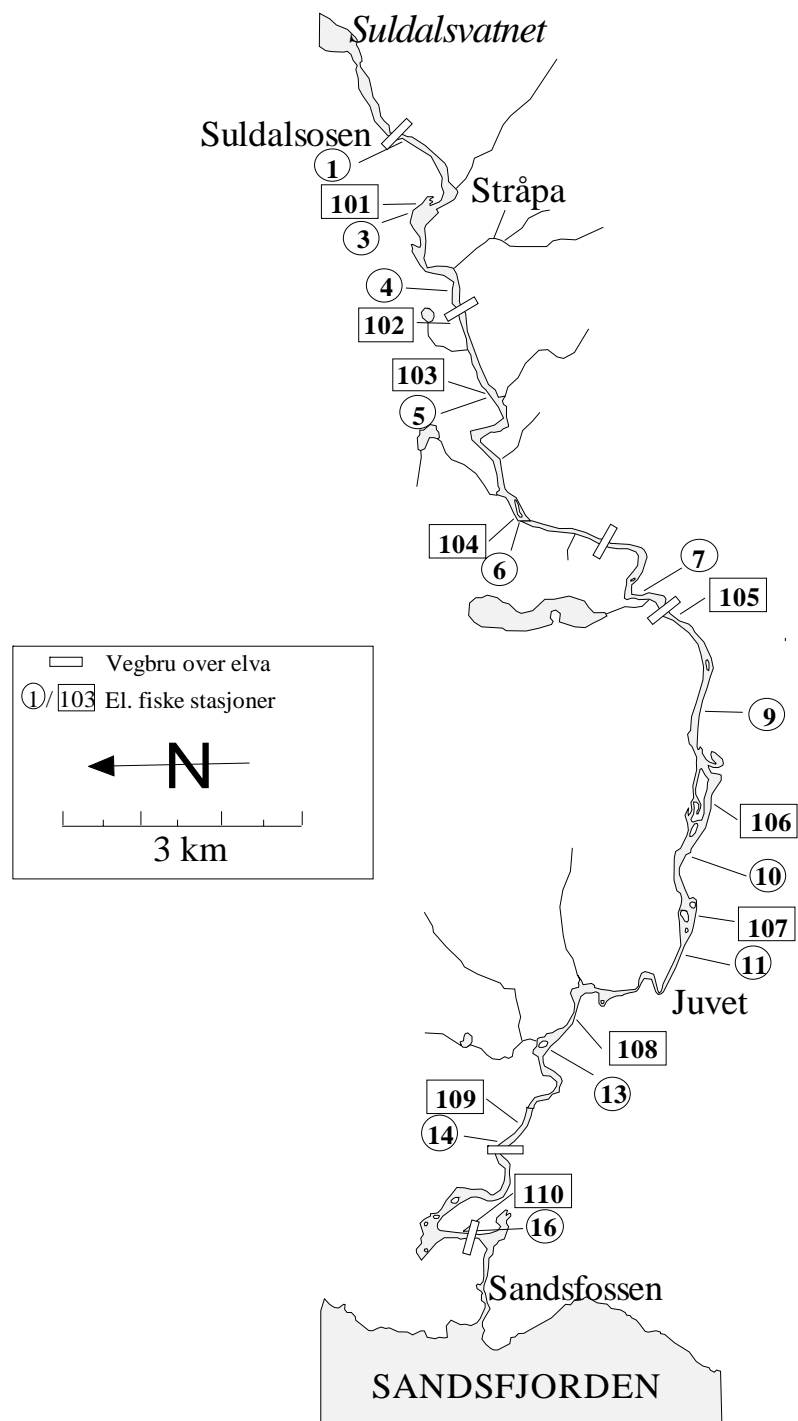 Suldalsvatnet
Suldalsosen
1
Stråpa
101
3
4
102
103
5
104
6
7
105
Vegbru over elva
1/ 103 El. fiske stasjoner
9
N
3 km
106
10
107
11
Juvet
108
13
109
14
110
16
Sandsfossen
SANDSFJORDEN